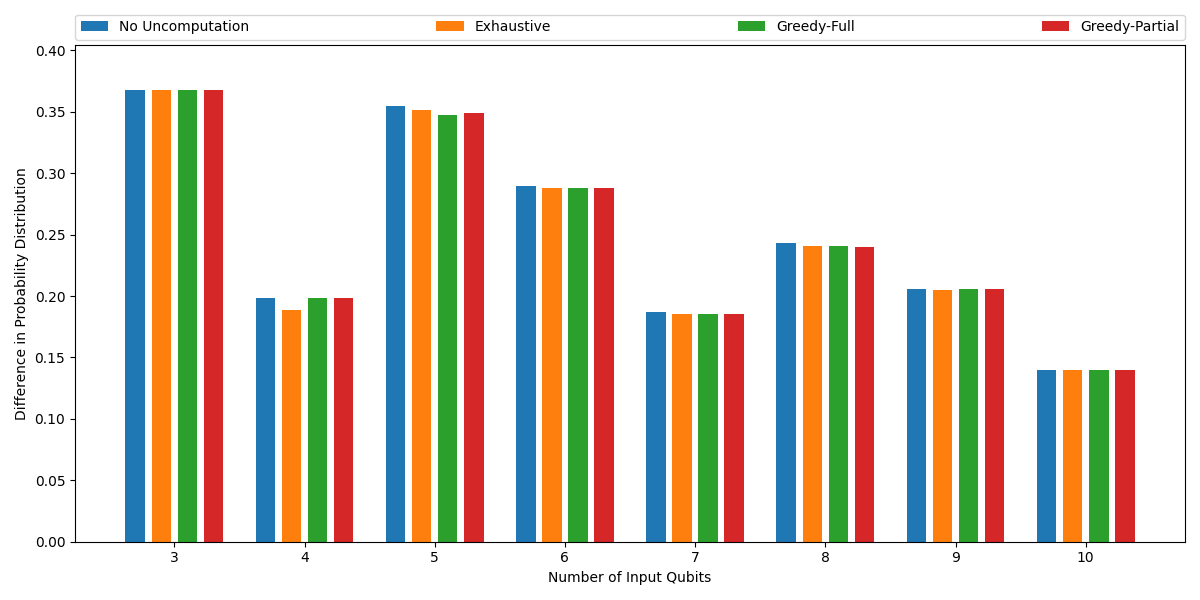 No Uncomputation Exhaustive Greedy-Full Greedy-Partial
0.40
0.35
0.30
0.25
0.20
0.15
0.10
0.05
0.00
Difference in Probability Distribution
3 4 5 6 7 8 9 10
Number of Input Qubits